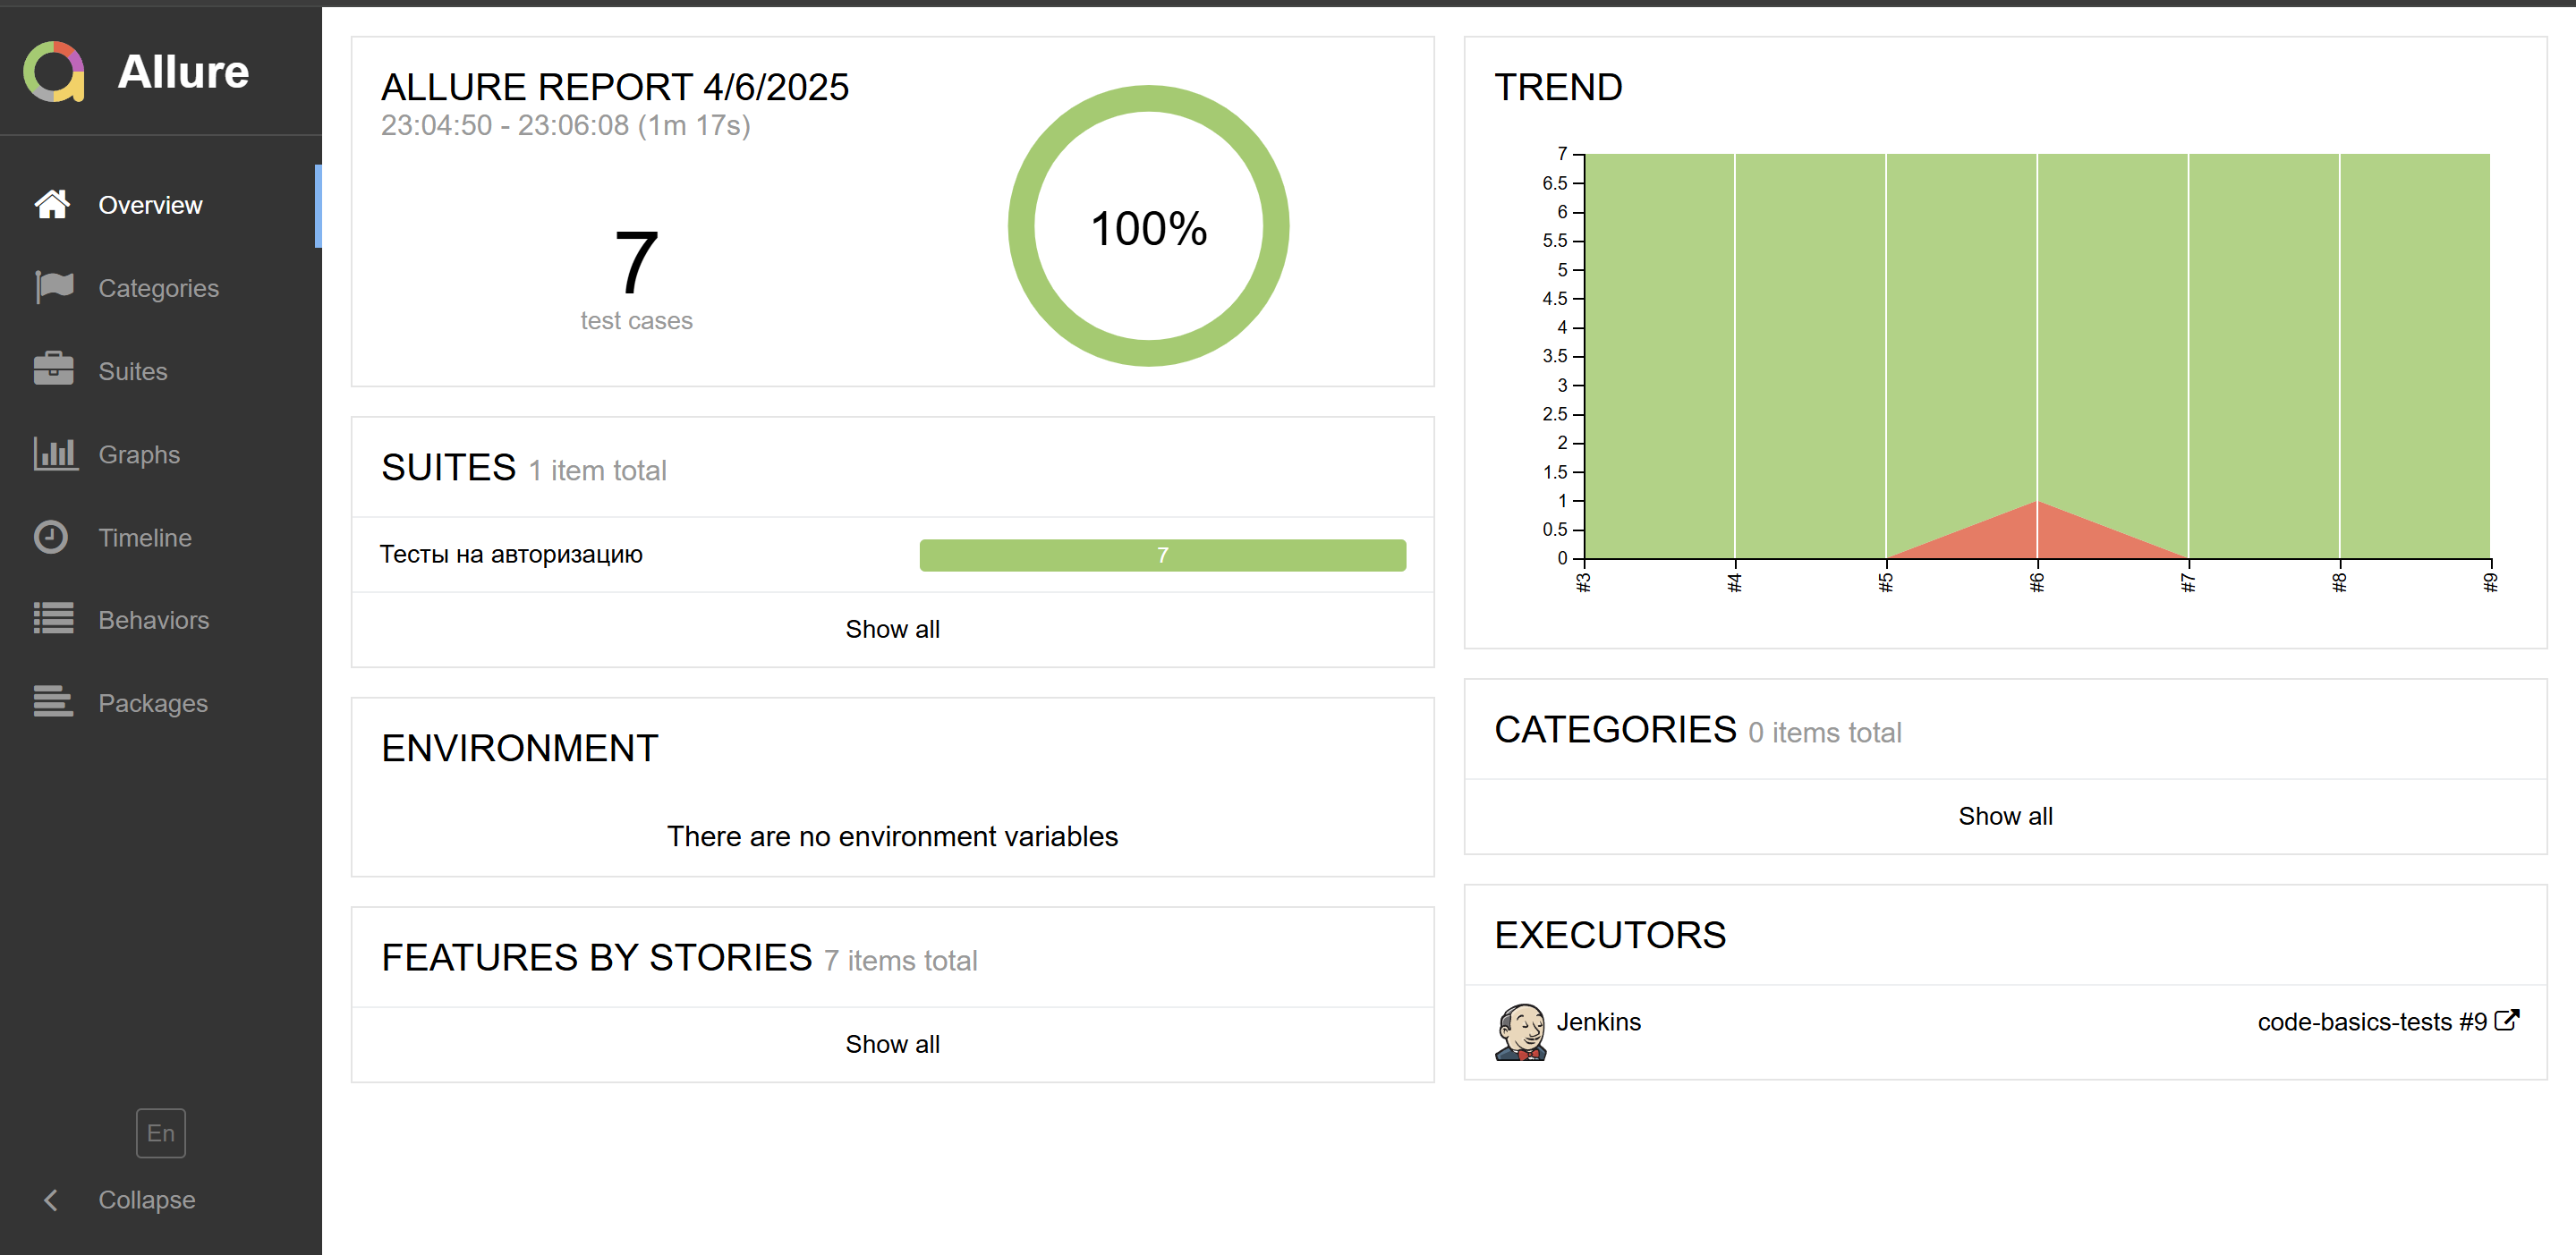 Allure
Overview
Categories
Suites
Graphs
Timeline
Behaviors
Packages
En
Collapse
ALLURE REPORT 4/6/2025
23:04:50 - 23:06:08 (1m 17s)
7
test cases
100%
SUITES 1 item total
Тесты на авторизацию 7
Show all
ENVIRONMENT
There are no environment variables
FEATURES BY STORIES 7 items total
Show all
TREND
7
6.5
6
5.5
5
4.5
4
3.5
3
2.5
2
1.5
1
0.5
0
#3 #4 #5 #6 #7 #8 #9
CATEGORIES 0 items total
Show all
EXECUTORS
Jenkins code-basics-tests #9